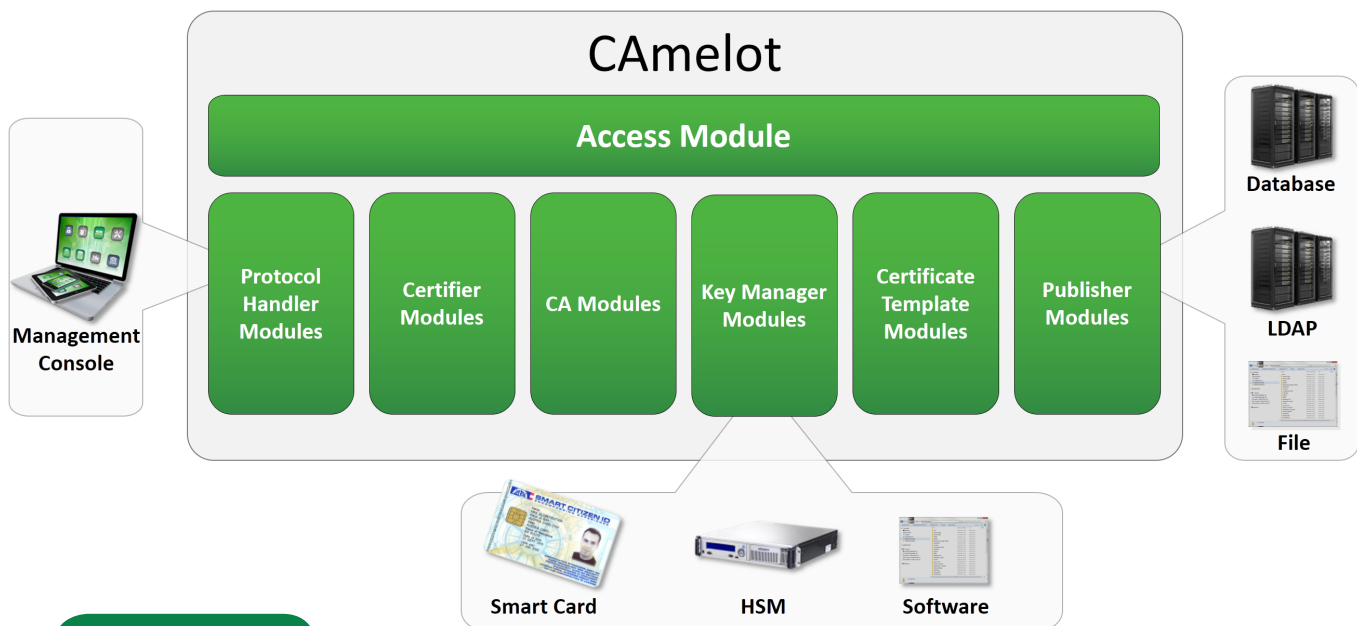 CAmelot
Access Module
Protocol
Handler
Modules
Certifier
Modules
CA Modules
Key Manager
Modules
Certificate
Template
Modules
Publisher
Modules
Management
Console
Database
LDAP
File
SMART CITIZEN ID
Smart Card
HSM
Software